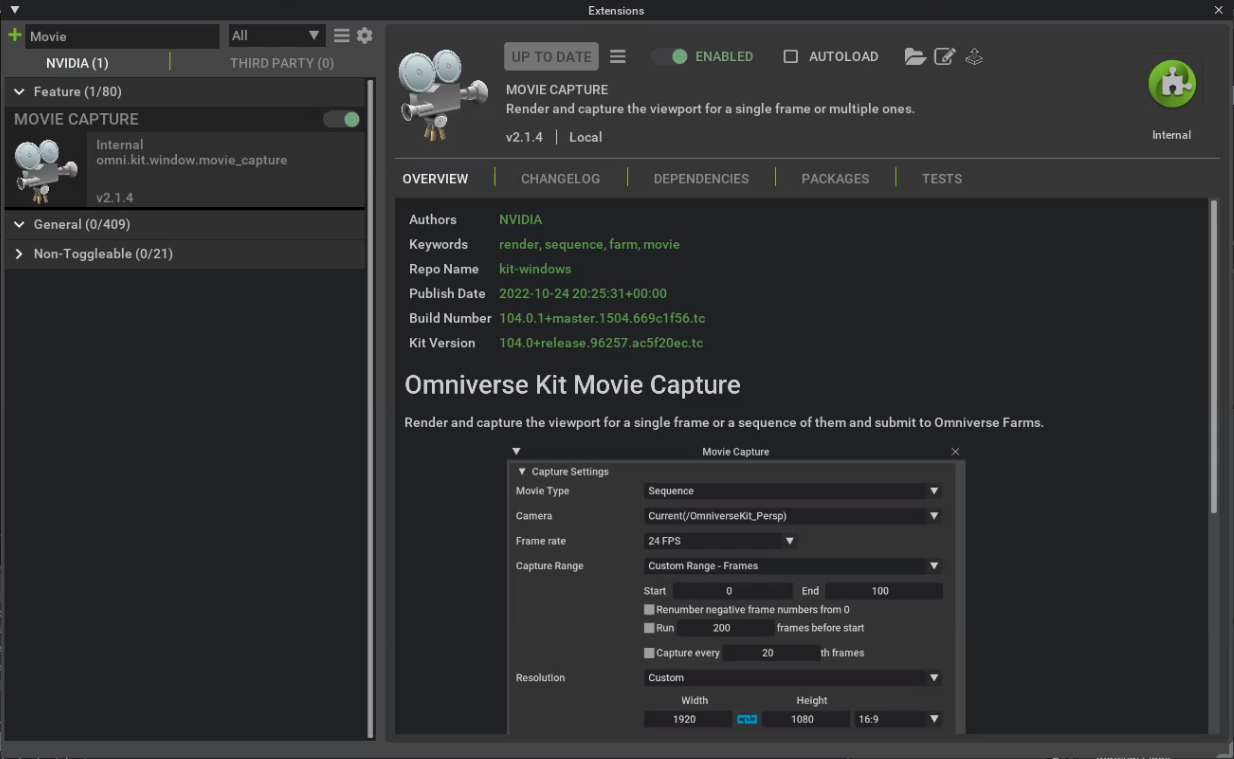 Extensions
Movie
All
NVIDIA (1)
THIRD PARTY (0)
Feature (1/80)
MOVIE CAPTURE
Internal
omni.kit.window.movie_capture
v2.1.4
General (0/409)
Non-Toggleable (0/21)
UP TO DATE
ENABLED
AUTOLOAD
MOVIE CAPTURE
Render and capture the viewport for a single frame or multiple ones.
v2.1.4 | Local
Internal
OVERVIEW
CHANGELOG
DEPENDENCIES
PACKAGES
TESTS
Authors NVIDIA
Keywords render, sequence, farm, movie
Repo Name kit-windows
Publish Date 2022-10-24 20:25:31+00:00
Build Number 104.0.1+master.1504.669c1f56.tc
Kit Version 104.0+release.96257.ac5f20ec.tc
Omniverse Kit Movie Capture
Render and capture the viewport for a single frame or a sequence of them and submit to Omniverse Farms.
Movie Capture
Capture Settings
Movie Type Sequence
Camera Current(/OmniverseKit_Persp)
Frame rate 24 FPS
Capture Range Custom Range - Frames
Start 0 End 100
Renumber negative frame numbers from 0
Run 200 frames before start
Capture every 20 th frames
Resolution Custom
Width Height
1920 1080 16:9